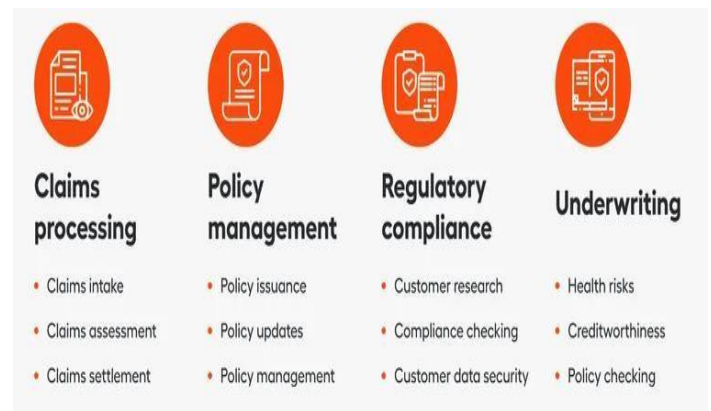 Claims
processing
• Claims intake
• Claims assessment
• Claims settlement
Policy
management
• Policy issuance
• Policy updates
• Policy management
Regulatory
compliance
• Customer research
• Compliance checking
• Customer data security
Underwriting
• Health risks
• Creditworthiness
• Policy checking